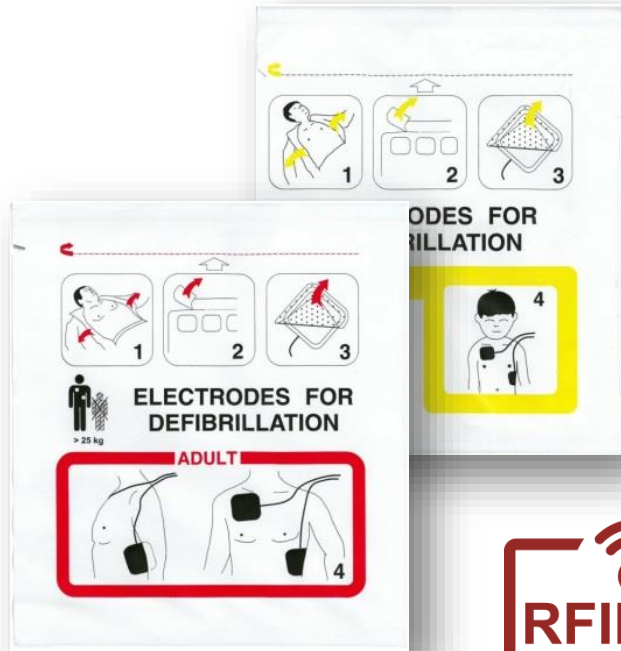 1
2
3
ODES FOR
RILLATION
4
1
2
3
> 25 kg
ELECTRODES FOR
DEFIBRILLATION
ADULT
4
RFI